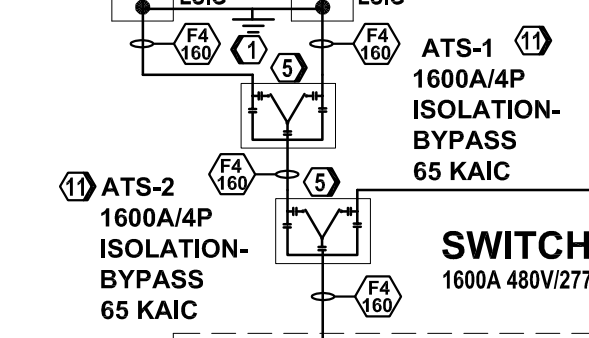 F4
160
1
F4
160
5
ATS-1
11
1600A/4P
ISOLATION-
BYPASS
65 KAIC
F4
160
5
11
ATS-2
1600A/4P
ISOLATION-
BYPASS
65 KAIC
SWITCH
1600A 480V/277
F4
160